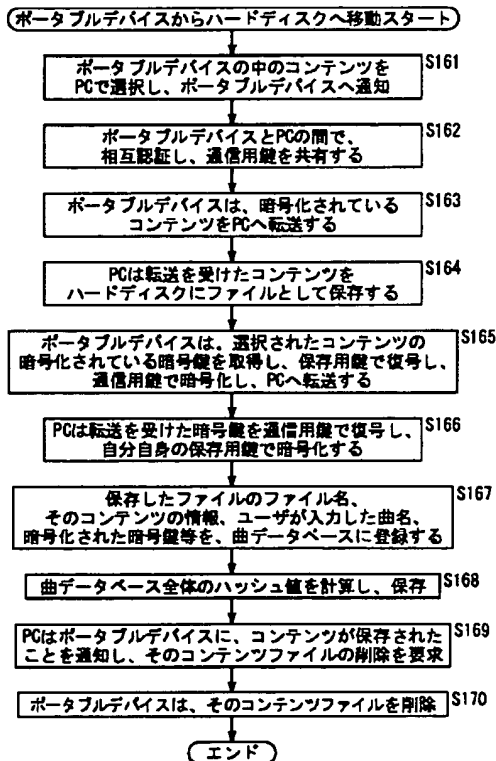 ポータブルデバイスからハードディスクへ移動スタート
S161
ポータブルデバイスの中のコンテンツを
PCで選択し、ポータブルデバイスへ通知
S162
ポータブルデバイスとPCの間で、
相互認証し、通信用鍵を共有する
S163
ポータブルデバイスは、暗号化されている
コンテンツをPCへ転送する
S164
PCは転送を受けたコンテンツを
ハードディスクにファイルとして保存する
S165
ポータブルデバイスは、選択されたコンテンツの
暗号化されている暗号鍵を取得し、保存用鍵で復号し、
通信用鍵で暗号化し、PCへ転送する
S166
PCは転送を受けた暗号鍵を通信用鍵で復号し、
自分自身の保存用鍵で暗号化する
S167
保存したファイルのファイル名、
そのコンテンツの情報、ユーザが入力した曲名、
暗号化された暗号鍵等を、曲データベースに登録する
S168
曲データベース全体のハッシュ値を計算し、保存
S169
PCはポータブルデバイスに、コンテンツが保存された
ことを通知し、そのコンテンツファイルの削除を要求
S170
ポータブルデバイスは、そのコンテンツファイルを削除
エンド